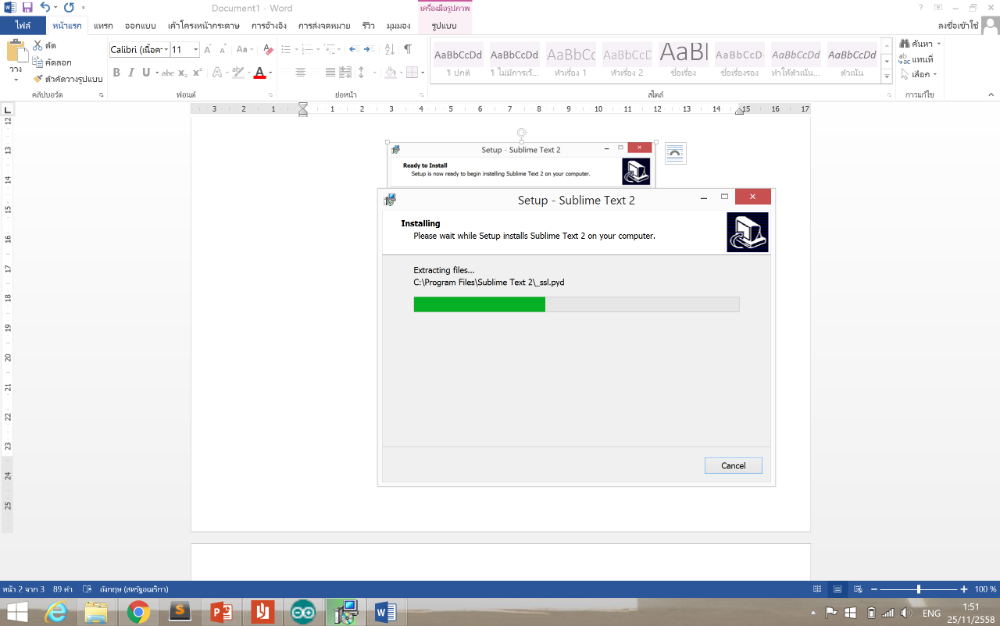 Document1 - Word
เครื่องมือรูปภาพ
ไฟล์
หน้าแรก
แทรก
ออกแบบ
เค้าโครงหน้ากระดาษ
การอ้างอิง
การส่งจดหมาย
รีวิว
มุมมอง
รูปแบบ
ลงชื่อเข้าใช้
วาง
ตัด
คัดลอก
ตัวคัดวางรูปแบบ
คลิปบอร์ด
Calibri (เนื้อห 11
ฟอนต์
ย่อหน้า
AaBbCcDd AaBbCcDd AaBbCc AaBbCcD AaBl AaBbCcD AaBbCcDd AaBbCcDd
1 ปกติ
1 ไม่มีการเว้...
หัวเรื่อง 1
หัวเรื่อง 2
ชื่อเรื่อง
ชื่อเรื่องรอง
ทำให้ตัวเน้น...
ตัวเน้น
สไตล์
ค้นหา
แทนที่
เลือก
การแก้ไข
3 2 1 1 2 3 4 5 6 7 8 9 10 11 12 13 14 15 16 17
12
13
14
15
16
17
18
19
20
21
22
23
24
25
Setup - Sublime Text 2
Ready to Install
Setup is now ready to begin installing Sublime Text 2 on your computer.
Setup - Sublime Text 2
Installing
Please wait while Setup installs Sublime Text 2 on your computer.
Extracting files...
C:\Program Files\Sublime Text 2\_ssl.pyd
Cancel
หน้า 2 จาก 3 89 คำ อังกฤษ (สหรัฐอเมริกา) 100 %
ENG
1:51
25/11/2558